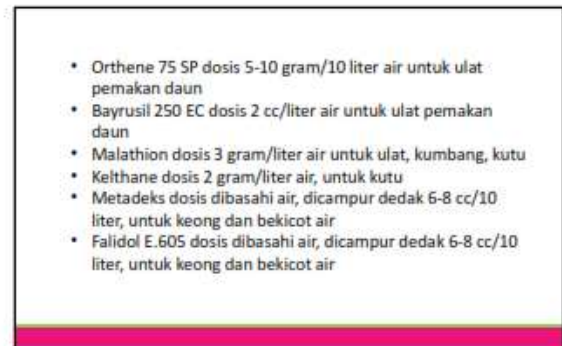 • Orthene 75 SP dosis 5-10 gram/10 liter air untuk ulat
pemakan daun
• Bayrusil 250 EC dosis 2 cc/liter air untuk ulat pemakan
daun
• Malathion dosis 3 gram/liter air untuk ulat, kumbang, kutu
• Kelthane dosis 2 gram/liter air, untuk kutu
• Metadeks dosis dibasahi air, dicampur dedak 6-8 cc/10
liter, untuk keong dan bekicot air
• Falidol E.605 dosis dibasahi air, dicampur dedak 6-8 cc/10
liter, untuk keong dan bekicot air